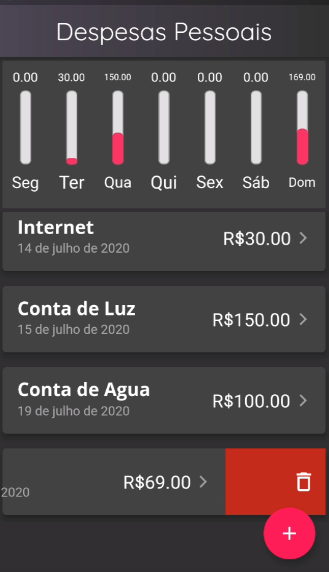 Despesas Pessoais
0.00 30.00 150.00 0.00 0.00 0.00 169.00
Seg Ter Qua Qui Sex Sáb Dom
Internet
R$30.00
14 de julho de 2020
Conta de Luz
R$150.00
15 de julho de 2020
Conta de Agua
R$100.00
19 de julho de 2020
R$69.00
2020
+